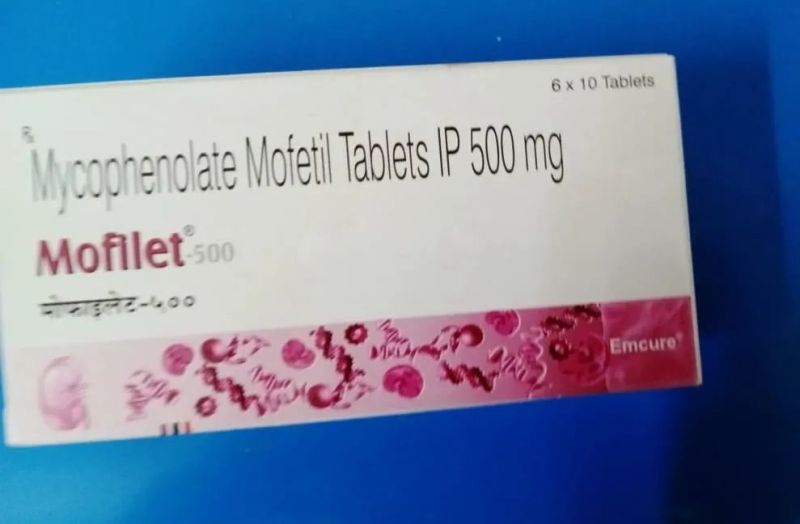 6 x 10 Tablets
℞
Mycophenolate Mofetil Tablets IP 500 mg
Mofilet®-500
मोफाइलेट-५००
Emcure®